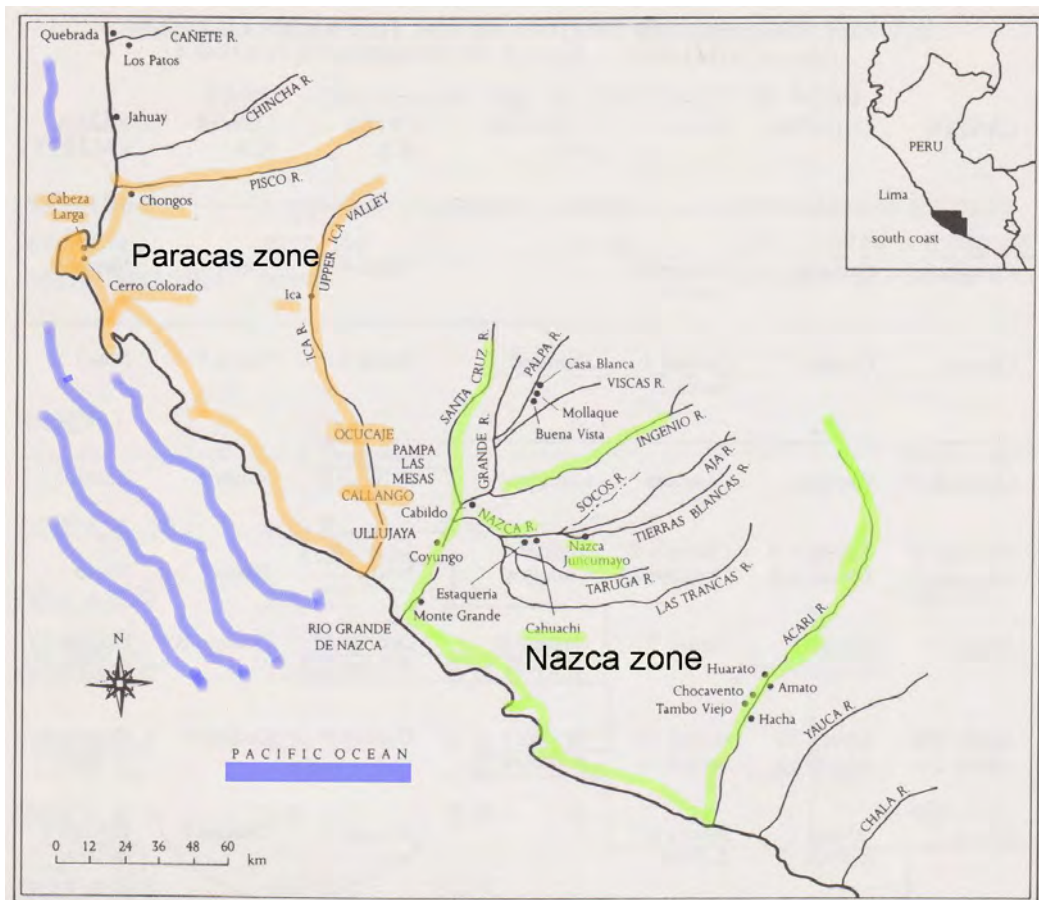 Quebrada
CAÑETE R.
Los Patos
CHINCHA R.
Jahuay
PISCO R.
Cabeza
Larga
Chongos
Paracas zone
Cerro Colorado
UPPER ICA VALLEY
Ica
ICA R.
PERU
Lima
south coast
SANTA CRUZ R.
GRANDE R.
PALPA R.
Casa Blanca
VISCAS R.
Mollaque
Buena Vista
INGENIO R.
OCUCAJE
PAMPA
LAS
MESAS
CALLANGO
Cabildo
SOCOS R.
AJA R.
NAZCA R.
TIERRAS BLANCAS R.
ULLUJAYA
Coyungo
Nazca
Juncumayo
TARUGA R.
Estaqueria
LAS TRANCAS R.
Monte Grande
Cahuachi
RIO GRANDE
DE NAZCA
Nazca zone
ACARI R.
Huarato
Chocavento
Amato
Tambo Viejo
Hacha
YAUCA R.
CHALA R.
N
PACIFIC OCEAN
0 12 24 36 48 60
km